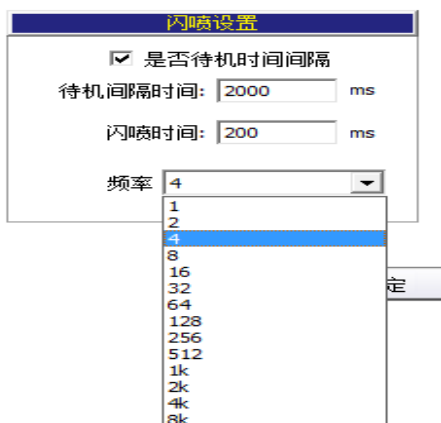 闪喷设置
是否待机时间间隔
待机间隔时间: 2000 ms
闪喷时间: 200 ms
频率 4
1
2
4
8
16
32
64
定
128
256
512
1k
2k
4k
8k